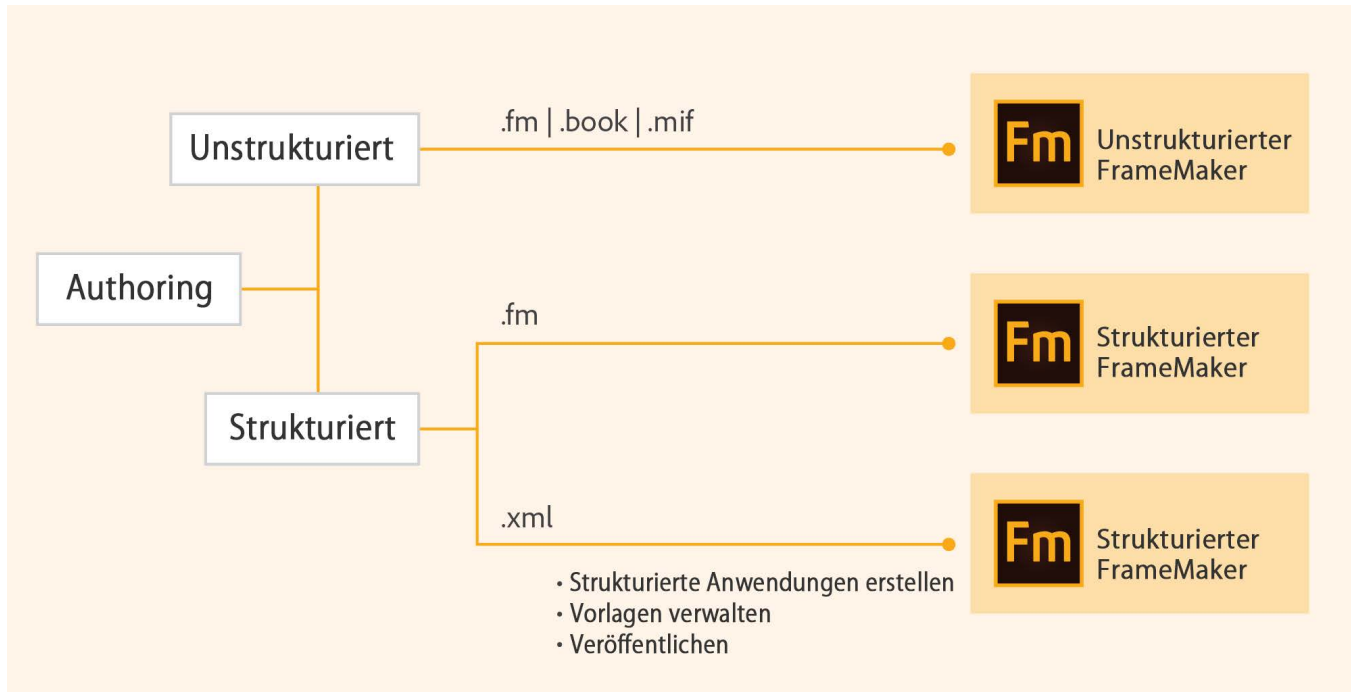 .fm | .book | .mif
Unstrukturiert
Fm
Unstrukturierter
FrameMaker
Authoring
.fm
Fm
Strukturierter
FrameMaker
Strukturiert
.xml
Fm
Strukturierter
FrameMaker
• Strukturierte Anwendungen erstellen
• Vorlagen verwalten
• Veröffentlichen